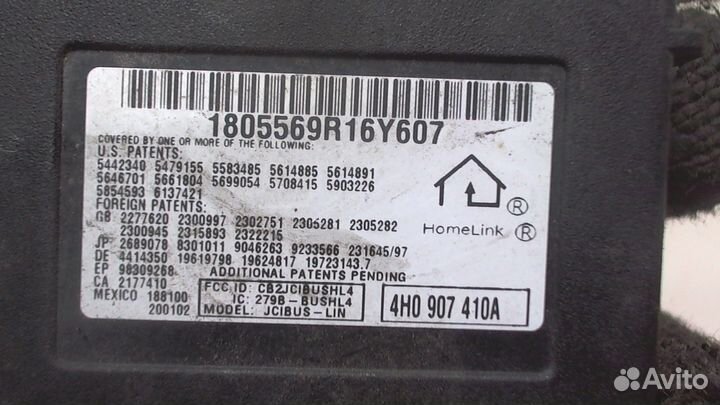 1805569R16Y607
COVERED BY ONE OR MORE OF THE FOLLOWING
U.S. PATENTS:
5442340 5479155 5583485 5614885 5614891
5646701 5661804 5699054 5708415 5903226
5854593 6137421
FOREIGN PATENTS:
GB 2277620 2300997 2302751 2305281 2305282
2300945 2315893 2322215
JP 2689078 8301011 9046263 9233566 231645/97
DE 4414350 19619798 19624817 19723143.7
EP 98309268
CA 2177410
MEXICO 188100
200102
ADDITIONAL PATENTS PENDING
FCC ID: CB2JCIBUSHL4
IC: 279B-BUSHL4
MODEL: JCIBUS-LIN
®
HomeLink ®
4H0 907 410A
Avito